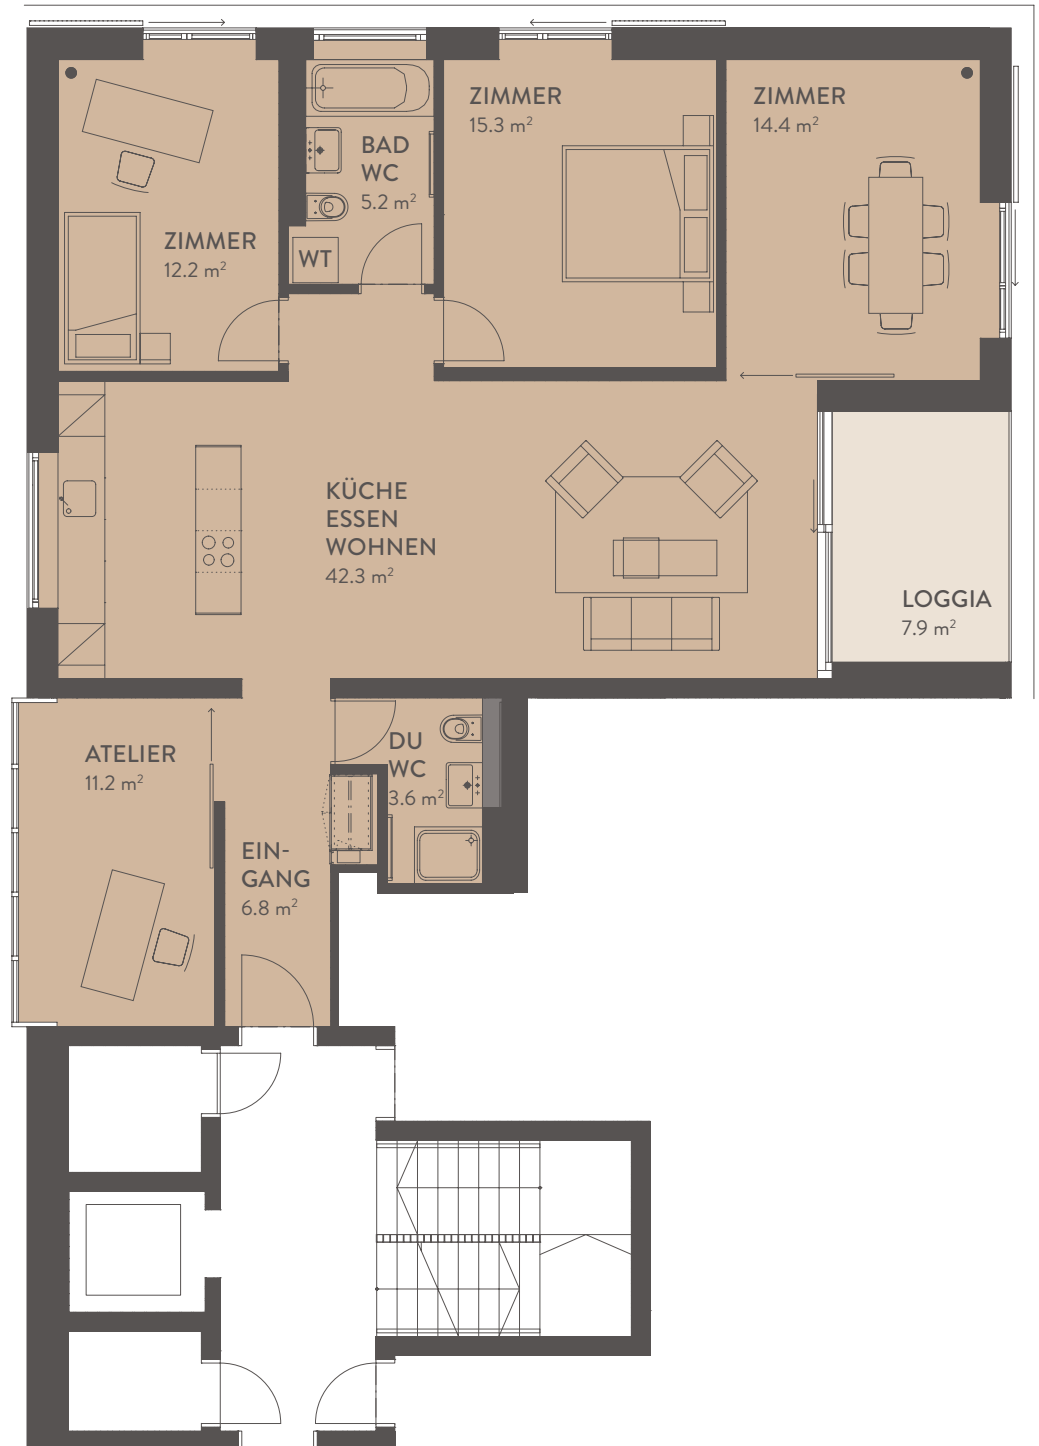 ZIMMER
15.3 m²
ZIMMER
14.4 m²
BAD
WC
5.2 m²
ZIMMER
12.2 m²
WT
KÜCHE
ESSEN
WOHNEN
42.3 m²
LOGGIA
7.9 m²
ATELIER
11.2 m²
DU
WC
3.6 m²
EIN-
GANG
6.8 m²